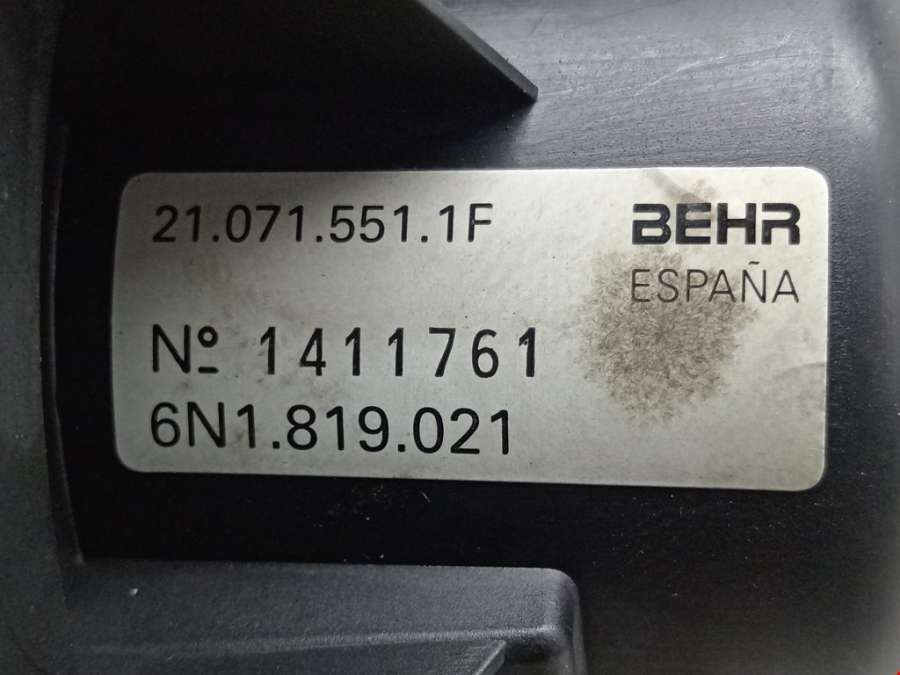 21.071.551.1F BEHR
ESPAÑA
Nº 1411761
6N1.819.021